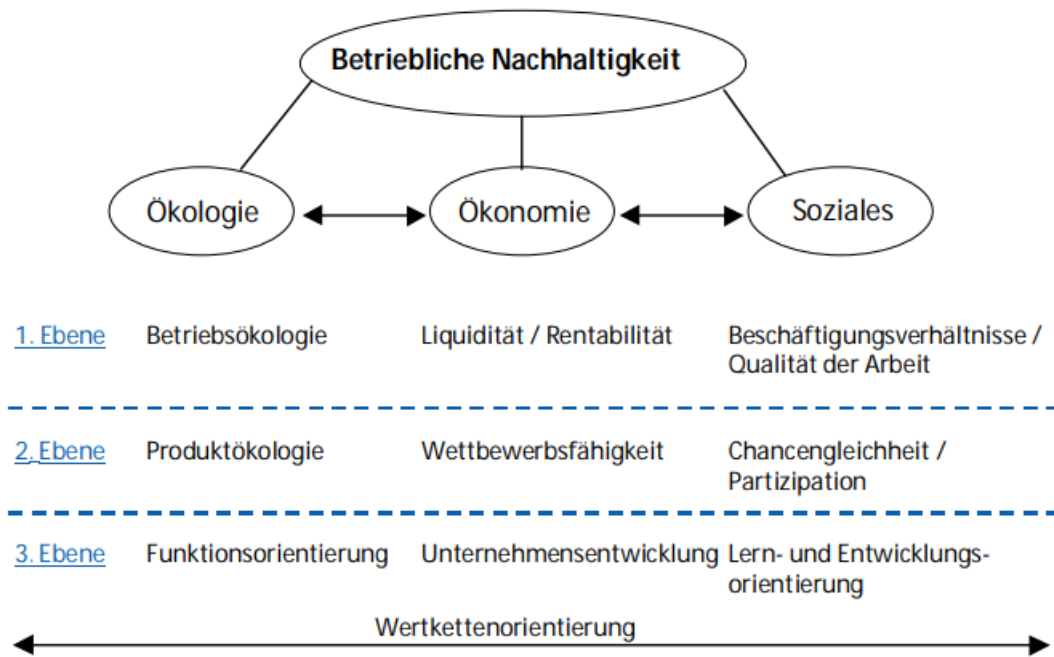 Betriebliche Nachhaltigkeit
Ökologie
Ökonomie
Soziales
1. Ebene
Betriebsökologie
Liquidität / Rentabilität
Beschäftigungsverhältnisse /
Qualität der Arbeit
2. Ebene
Produktökologie
Wettbewerbsfähigkeit
Chancengleichheit /
Partizipation
3. Ebene
Funktionsorientierung
Unternehmensentwicklung
Lern- und Entwicklungs-
orientierung
Wertkettenorientierung